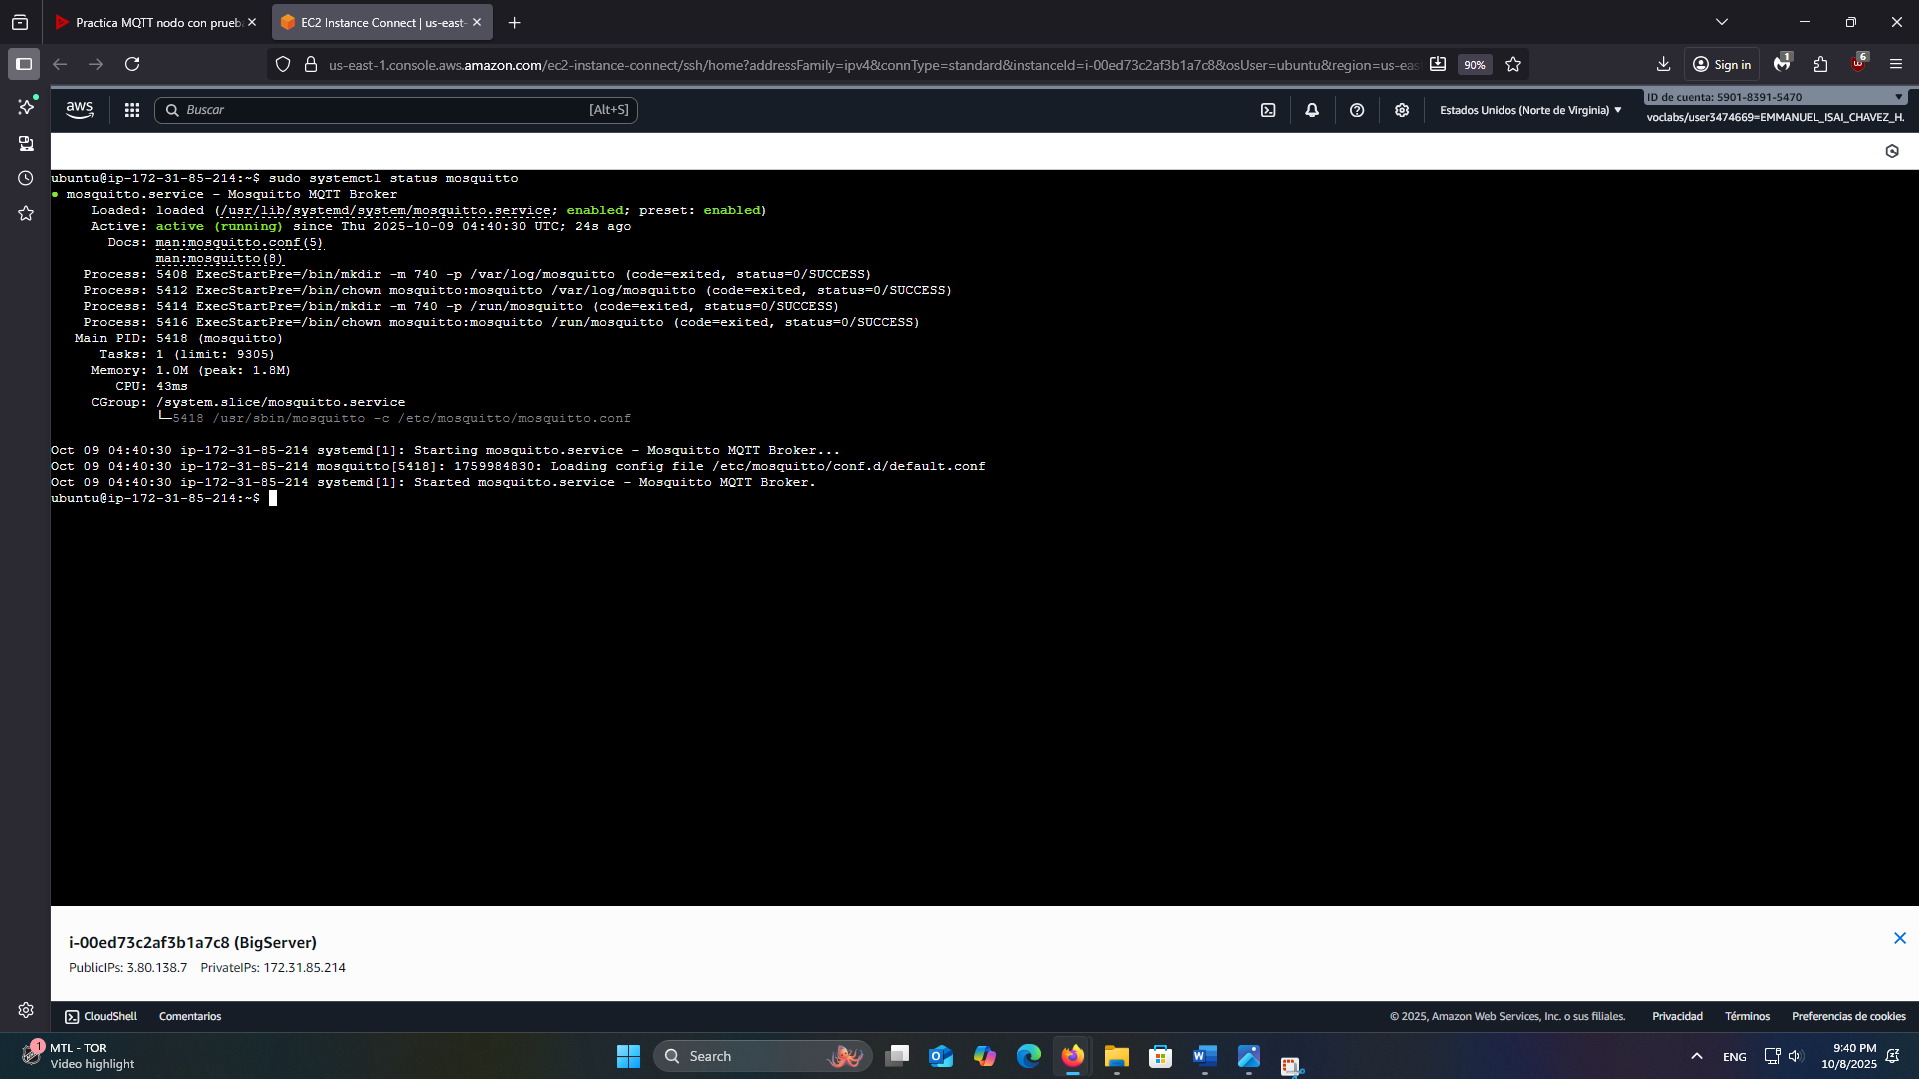 Practica MQTT nodo con prueb
EC2 Instance Connect | us-east-
us-east-1.console.aws.amazon.com/ec2-instance-connect/ssh/home?addressFamily=ipv4&connType=standard&instanceId=i-00ed73c2af3b1a7c8&osUser=ubuntu&region=us-eas
90%
Sign in
1
6
aws
Buscar
[Alt+S]
Estados Unidos (Norte de Virginia)
ID de cuenta: 5901-8391-5470
voclabs/user3474669=EMMANUEL_ISAI_CHAVEZ_H.
ubuntu@ip-172-31-85-214:~$ sudo systemctl status mosquitto
● mosquitto.service - Mosquitto MQTT Broker
Loaded: loaded (/usr/lib/systemd/system/mosquitto.service; enabled; preset: enabled)
Active: active (running) since Thu 2025-10-09 04:40:30 UTC; 24s ago
Docs: man:mosquitto.conf(5)
man:mosquitto(8)
Process: 5408 ExecStartPre=/bin/mkdir -m 740 -p /var/log/mosquitto (code=exited, status=0/SUCCESS)
Process: 5412 ExecStartPre=/bin/chown mosquitto:mosquitto /var/log/mosquitto (code=exited, status=0/SUCCESS)
Process: 5414 ExecStartPre=/bin/mkdir -m 740 -p /run/mosquitto (code=exited, status=0/SUCCESS)
Process: 5416 ExecStartPre=/bin/chown mosquitto:mosquitto /run/mosquitto (code=exited, status=0/SUCCESS)
Main PID: 5418 (mosquitto)
Tasks: 1 (limit: 9305)
Memory: 1.0M (peak: 1.8M)
CPU: 43ms
CGroup: /system.slice/mosquitto.service
└─5418 /usr/sbin/mosquitto -c /etc/mosquitto/mosquitto.conf
Oct 09 04:40:30 ip-172-31-85-214 systemd[1]: Starting mosquitto.service - Mosquitto MQTT Broker...
Oct 09 04:40:30 ip-172-31-85-214 mosquitto[5418]: 1759984830: Loading config file /etc/mosquitto/conf.d/default.conf
Oct 09 04:40:30 ip-172-31-85-214 systemd[1]: Started mosquitto.service - Mosquitto MQTT Broker.
ubuntu@ip-172-31-85-214:~$
i-00ed73c2af3b1a7c8 (BigServer)
PublicIPs: 3.80.138.7 PrivateIPs: 172.31.85.214
CloudShell
Comentarios
© 2025, Amazon Web Services, Inc. o sus filiales.
Privacidad
Términos
Preferencias de cookies
1
MTL - TOR
Video highlight
Search
ENG
9:40 PM
10/8/2025